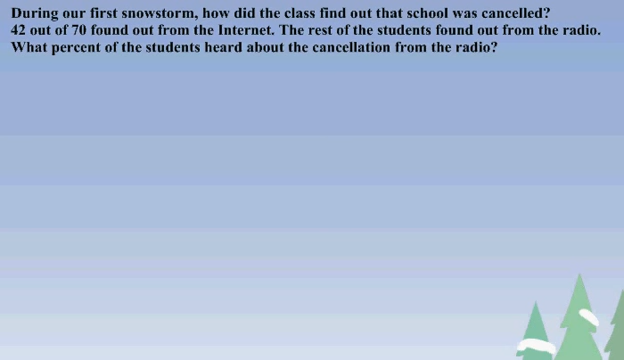 During our first snowstorm, how did the class find out that school was cancelled?
42 out of 70 found out from the Internet. The rest of the students found out from the radio.
What percent of the students heard about the cancellation from the radio?